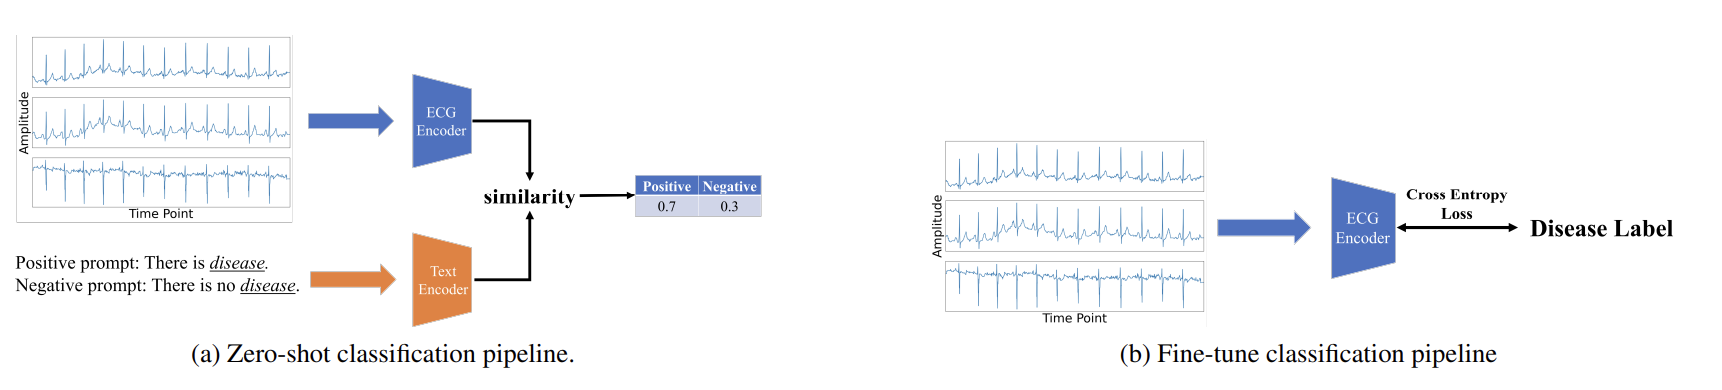 Amplitude
Time Point
ECG
Encoder
Positive prompt: There is disease.
Negative prompt: There is no disease.
Text
Encoder
similarity
Positive Negative
0.7 0.3
(a) Zero-shot classification pipeline.
Amplitude
Time Point
ECG
Encoder
Cross Entropy
Loss
Disease Label
(b) Fine-tune classification pipeline